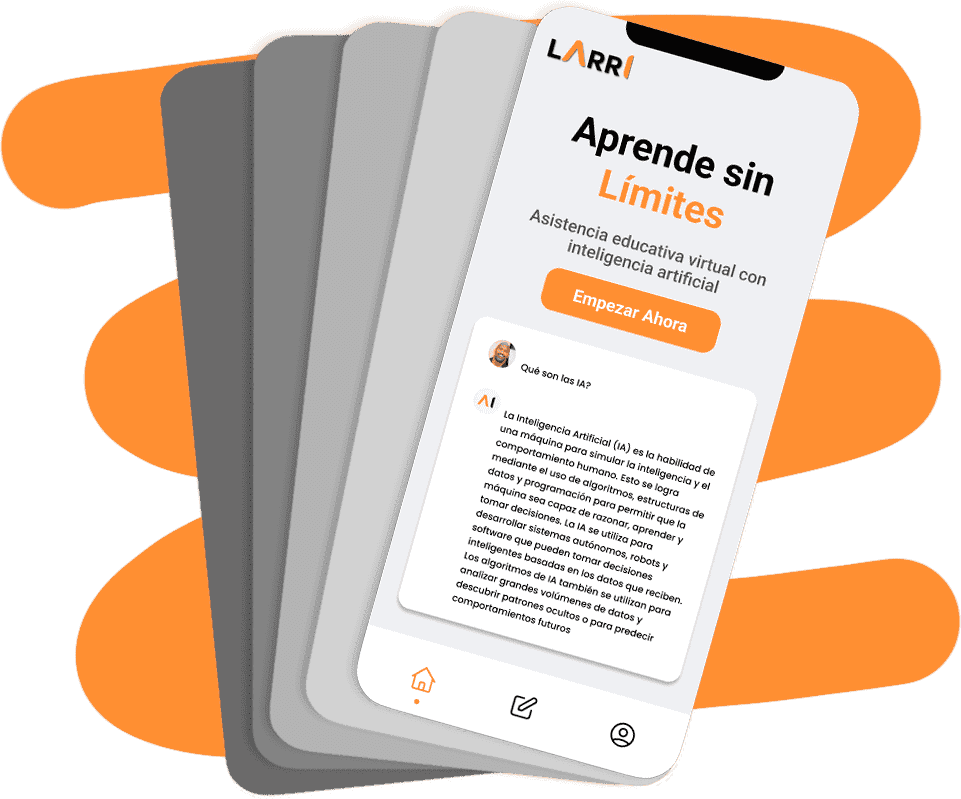 LARRI
Aprende sin
Límites
Asistencia educativa virtual con
inteligencia artificial
Empezar Ahora
Qué son las IA?
AI
La Inteligencia Artificial (IA) es la habilidad de
una máquina para simular la inteligencia y el
comportamiento humano. Esto se logra
mediante el uso de algoritmos, estructuras de
datos y programación para permitir que la
máquina sea capaz de razonar, aprender y
tomar decisiones. La IA se utiliza para
desarrollar sistemas autónomos, robots y
software que pueden tomar decisiones
inteligentes basadas en los datos que reciben.
Los algoritmos de IA también se utilizan para
analizar grandes volúmenes de datos y
descubrir patrones ocultos o para predecir
comportamientos futuros